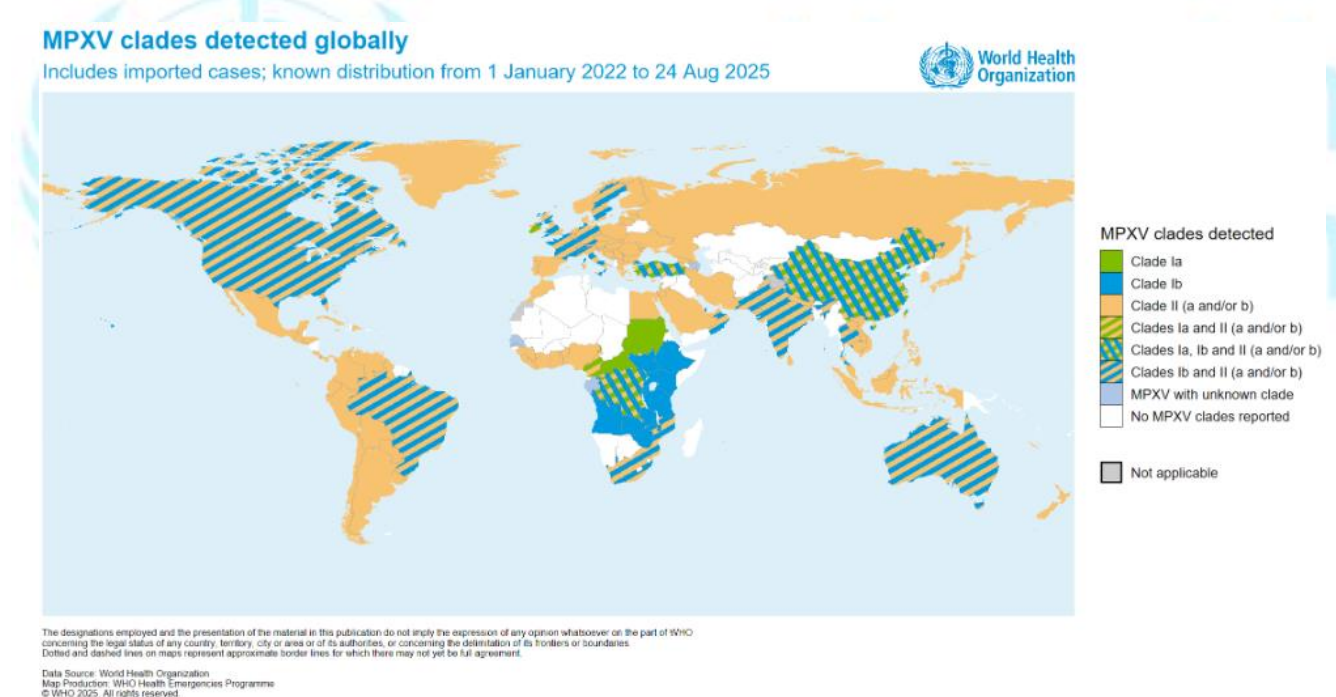 MPXV clades detected globally
Includes imported cases; known distribution from 1 January 2022 to 24 Aug 2025
World Health
Organization
MPXV clades detected
Clade Ia
Clade Ib
Clade II (a and/or b)
Clades Ia and II (a and/or b)
Clades Ia, Ib and II (a and/or b)
Clades Ib and II (a and/or b)
MPXV with unknown clade
No MPXV clades reported
Not applicable
The designations employed and the presentation of the material in this publication do not imply the expression of any opinion whatsoever on the part of WHO
concerning the legal status of any country, territory, city or area or of its authorities, or concerning the delimitation of its frontiers or boundaries.
Dotted and dashed lines on maps represent approximate border lines for which there may not yet be full agreement.
Data Source: World Health Organization
Map Production: WHO Health Emergencies Programme
© WHO 2025. All rights reserved.